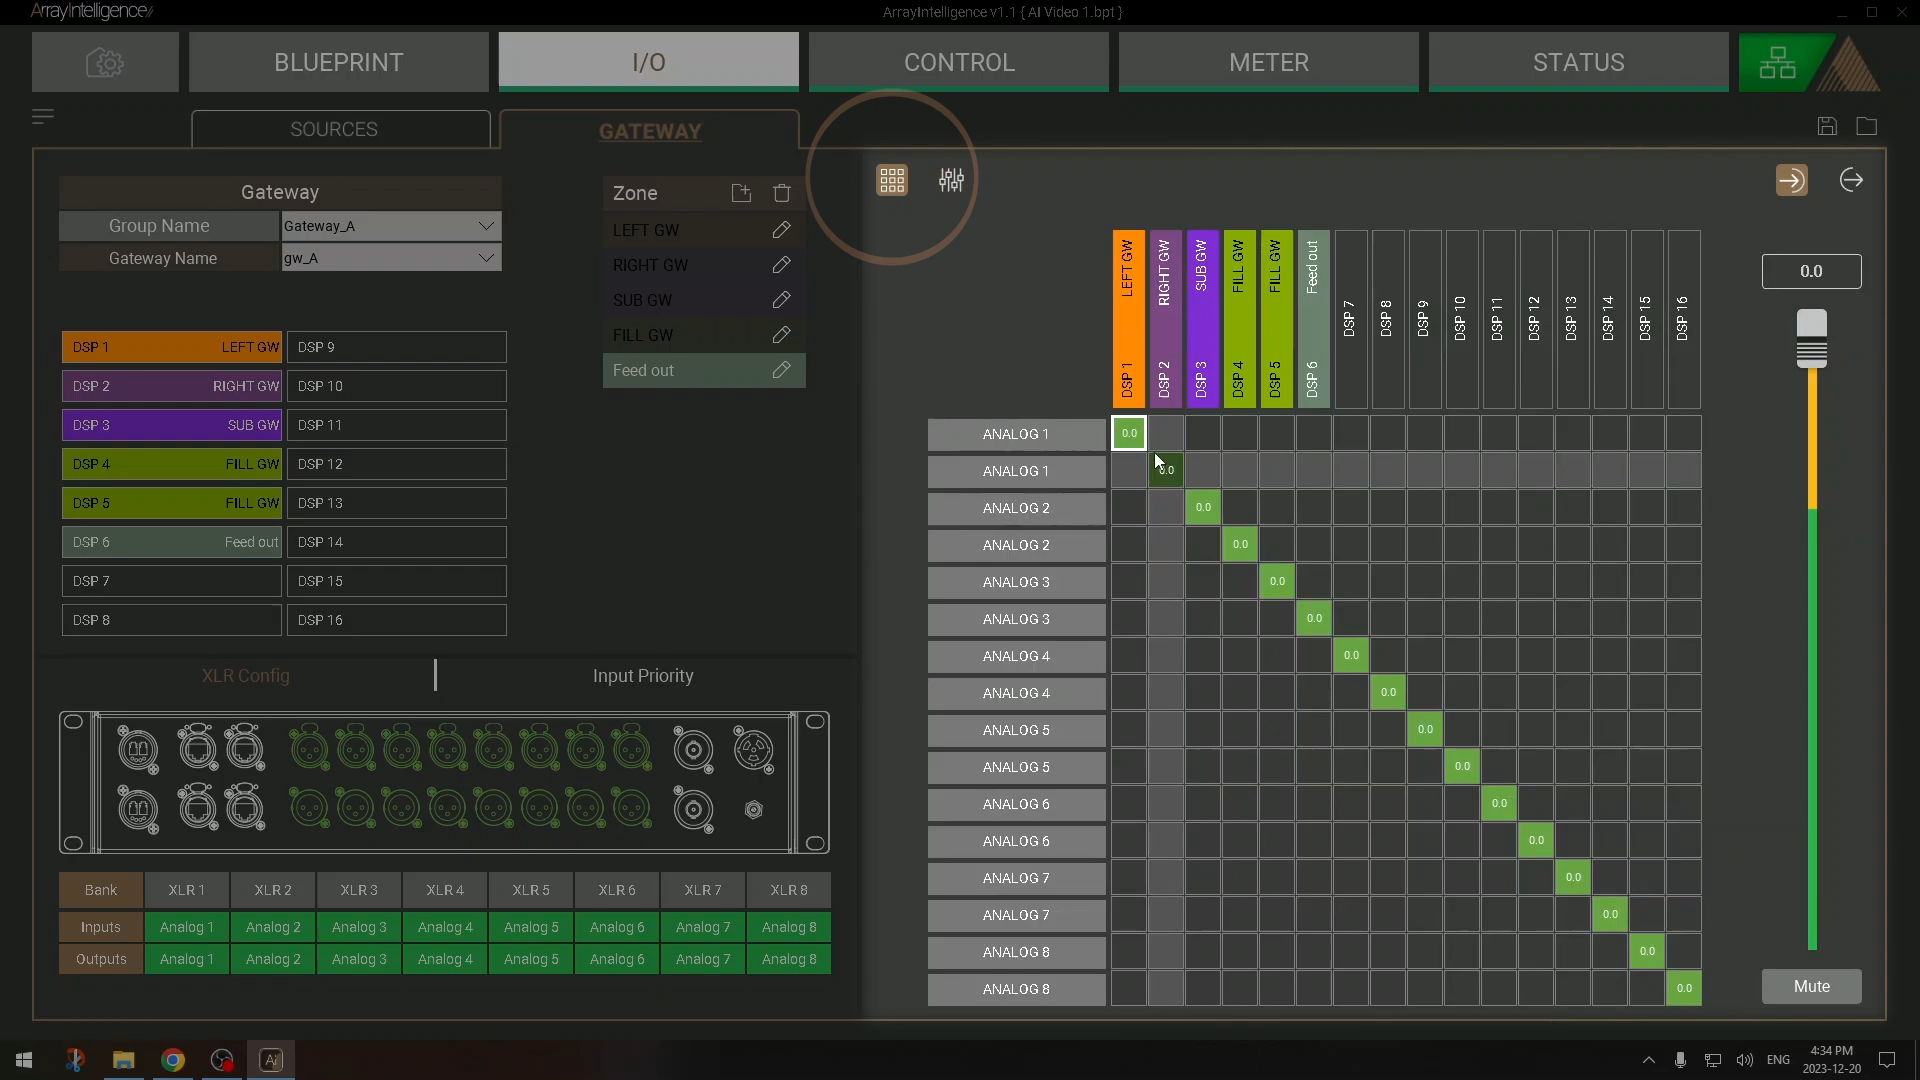 ArrayIntelligence//
ArrayIntelligence v1.1 { AI Video 1.bpt }
BLUEPRINT
I/O
CONTROL
METER
STATUS
SOURCES
GATEWAY
Gateway
Group Name
Gateway_A
Gateway Name
gw_A
Zone
LEFT GW
RIGHT GW
SUB GW
FILL GW
Feed out
DSP 1 LEFT GW
DSP 9
DSP 2 RIGHT GW
DSP 10
DSP 3 SUB GW
DSP 11
DSP 4 FILL GW
DSP 12
DSP 5 FILL GW
DSP 13
DSP 6 Feed out
DSP 14
DSP 7
DSP 15
DSP 8
DSP 16
XLR Config
Input Priority
Bank XLR 1 XLR 2 XLR 3 XLR 4 XLR 5 XLR 6 XLR 7 XLR 8
Inputs Analog 1 Analog 2 Analog 3 Analog 4 Analog 5 Analog 6 Analog 7 Analog 8
Outputs Analog 1 Analog 2 Analog 3 Analog 4 Analog 5 Analog 6 Analog 7 Analog 8
DSP 1 LEFT GW
DSP 2 RIGHT GW
DSP 3 SUB GW
DSP 4 FILL GW
DSP 5 FILL GW
DSP 6 Feed out
DSP 7
DSP 8
DSP 9
DSP 10
DSP 11
DSP 12
DSP 13
DSP 14
DSP 15
DSP 16
ANALOG 1 0.0
ANALOG 1 0.0
ANALOG 2 0.0
ANALOG 2 0.0
ANALOG 3 0.0
ANALOG 3 0.0
ANALOG 4 0.0
ANALOG 4 0.0
ANALOG 5 0.0
ANALOG 5 0.0
ANALOG 6 0.0
ANALOG 6 0.0
ANALOG 7 0.0
ANALOG 7 0.0
ANALOG 8 0.0
ANALOG 8 0.0
0.0
Mute
Ai
ENG
4:34 PM
2023-12-20